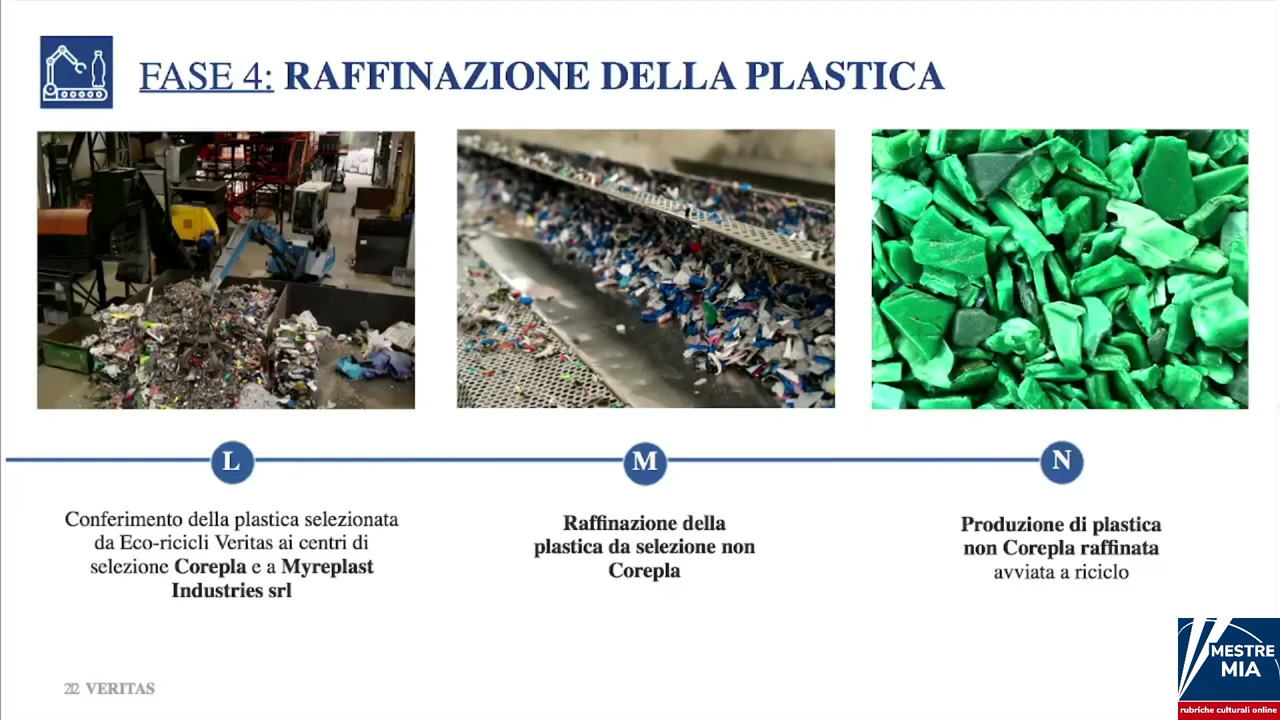 FASE 4: RAFFINAZIONE DELLA PLASTICA
L
M
N
Conferimento della plastica selezionata
da Eco-ricicli Veritas ai centri di
selezione Corepla e a Myreplast
Industries srl
Raffinazione della
plastica da selezione non
Corepla
Produzione di plastica
non Corepla raffinata
avviata a riciclo
VERITAS
MESTRE
MIA
rubriche culturali online